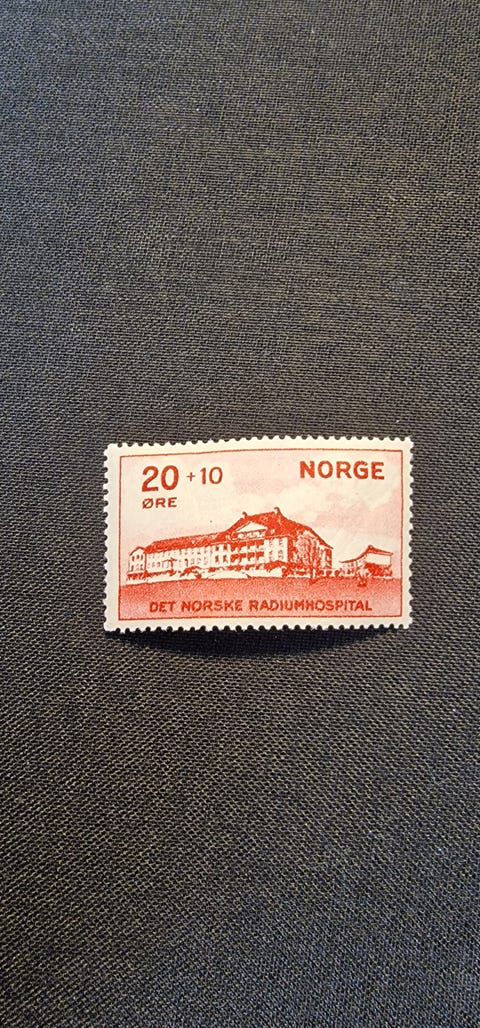 20 + 10 NORGE
ØRE
DET NORSKE RADIUMHOSPITAL